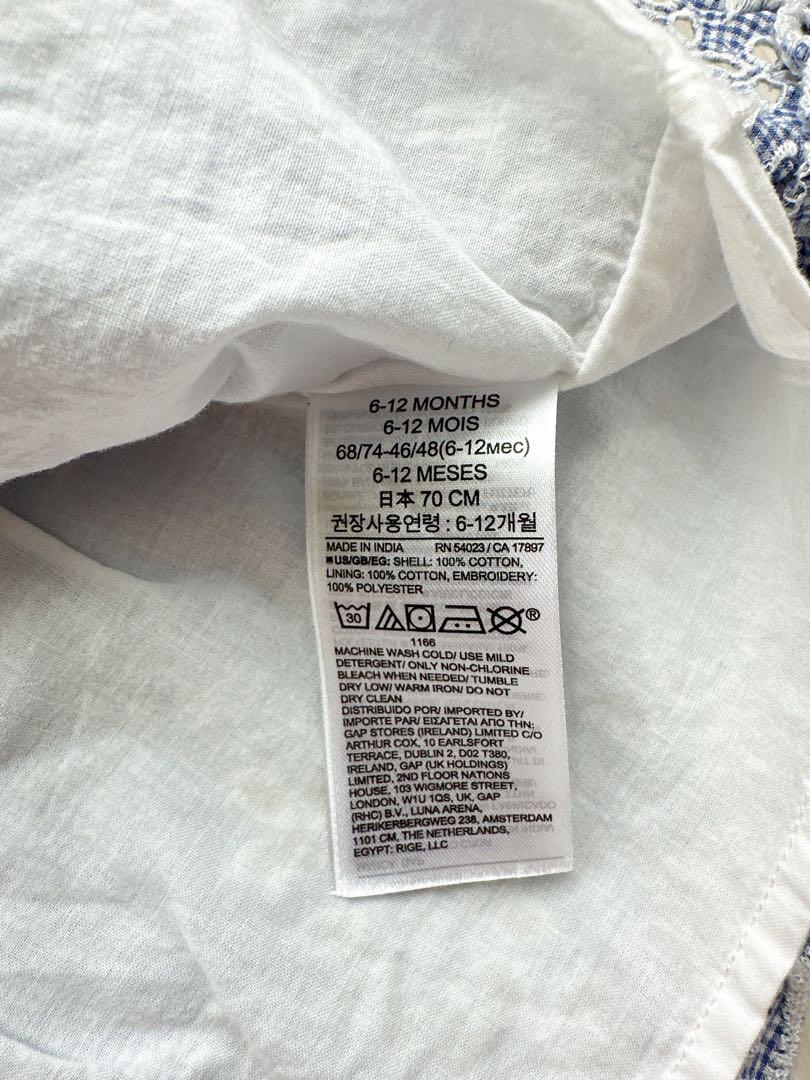 6-12 MONTHS
6-12 MOIS
68/74-46/48(6-12мес)
6-12 MESES
日本 70 CM
권장사용연령 : 6-12개월
MADE IN INDIA RN 54023 / CA 17897
■US/GB/EG: SHELL: 100% COTTON,
LINING: 100% COTTON, EMBROIDERY:
100% POLYESTER
30 ®
1166
MACHINE WASH COLD/ USE MILD
DETERGENT/ ONLY NON-CHLORINE
BLEACH WHEN NEEDED/ TUMBLE
DRY LOW/ WARM IRON/ DO NOT
DRY CLEAN
DISTRIBUIDO POR/ IMPORTED BY/
IMPORTE PAR/ ΕΙΣΑΓΕΤΑΙ ΑΠΟ ΤΗΝ:
GAP STORES (IRELAND) LIMITED C/O
ARTHUR COX, 10 EARLSFORT
TERRACE, DUBLIN 2, D02 T380,
IRELAND, GAP (UK HOLDINGS)
LIMITED, 2ND FLOOR NATIONS
HOUSE, 103 WIGMORE STREET,
LONDON, W1U 1QS, UK, GAP
(RHC) B.V., LUNA ARENA,
HERIKERBERGWEG 238, AMSTERDAM
1101 CM, THE NETHERLANDS,
EGYPT: RIGE, LLC